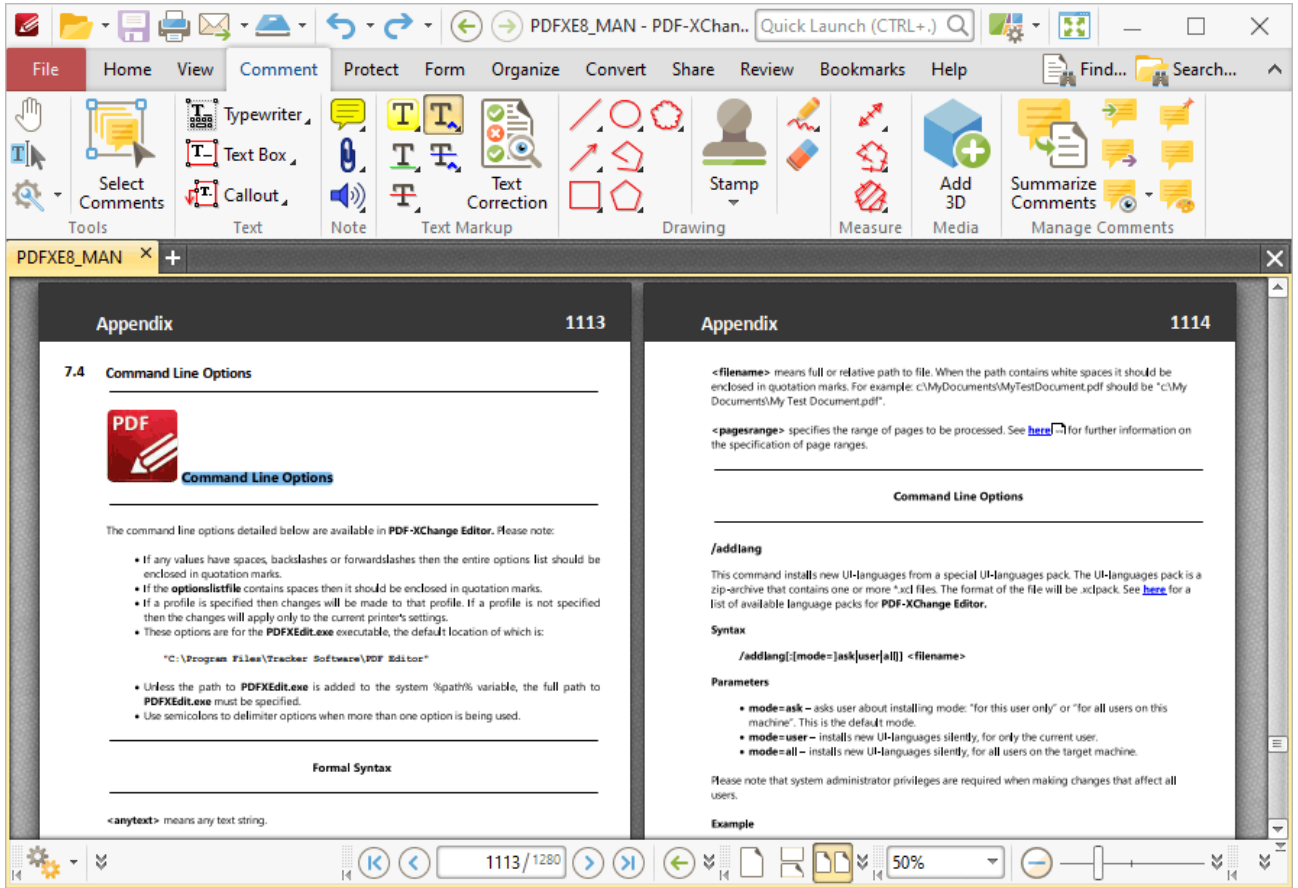 PDFXE8_MAN - PDF-XChan.. Quick Launch (CTRL+.)
File Home View Comment Protect Form Organize Convert Share Review Bookmarks Help Find... Search...
Typewriter
Text Box
Callout
Select
Comments
Text
Correction
Stamp
Add
3D
Summarize
Comments
Tools Text Note Text Markup Drawing Measure Media Manage Comments
PDFXE8_MAN
Appendix 1113
7.4 Command Line Options
PDF
Command Line Options
The command line options detailed below are available in PDF-XChange Editor. Please note:
• If any values have spaces, backslashes or forwardslashes then the entire options list should be
enclosed in quotation marks.
• If the optionslistfile contains spaces then it should be enclosed in quotation marks.
• If a profile is specified then changes will be made to that profile. If a profile is not specified
then the changes will apply only to the current printer's settings.
• These options are for the PDFXEdit.exe executable, the default location of which is:
"C:\Program Files\Tracker Software\PDF Editor"
• Unless the path to PDFXEdit.exe is added to the system %path% variable, the full path to
PDFXEdit.exe must be specified.
• Use semicolons to delimiter options when more than one option is being used.
Formal Syntax
<anytext> means any text string.
Appendix 1114
<filename> means full or relative path to file. When the path contains white spaces it should be
enclosed in quotation marks. For example: c:\MyDocuments\MyTestDocument.pdf should be "c:\My
Documents\My Test Document.pdf".
<pagesrange> specifies the range of pages to be processed. See here for further information on
the specification of page ranges.
Command Line Options
/addlang
This command installs new UI-languages from a special UI-languages pack. The UI-languages pack is a
zip-archive that contains one or more *.xcl files. The format of the file will be .xclpack. See here for a
list of available language packs for PDF-XChange Editor.
Syntax
/addlang[:[mode=]ask|user|all]] <filename>
Parameters
• mode=ask – asks user about installing mode: "for this user only" or "for all users on this
machine". This is the default mode.
• mode=user – installs new UI-languages silently, for only the current user.
• mode=all – installs new UI-languages silently, for all users on the target machine.
Please note that system administrator privileges are required when making changes that affect all
users.
Example
1113 / 1280 50%